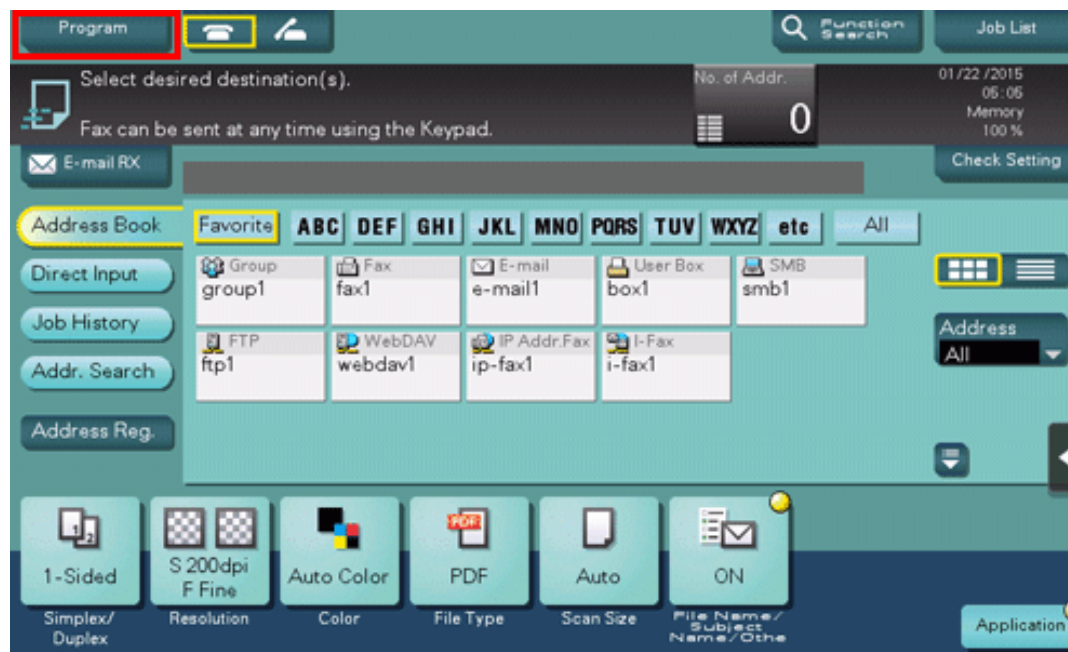 Program
Function
Search
Job List
Select desired destination(s).
Fax can be sent at any time using the Keypad.
No. of Addr.
0
01/22/2015
05:05
Memory
100 %
E-mail RX
Check Setting
Address Book
Favorite ABC DEF GHI JKL MNO PQRS TUV WXYZ etc All
Direct Input
Group
group1
Fax
fax1
E-mail
e-mail1
User Box
box1
SMB
smb1
Job History
FTP
ftp1
WebDAV
webdav1
IP Addr.Fax
ip-fax1
I-Fax
i-fax1
Address
All
Addr. Search
Address Reg.
1-Sided
S 200dpi
F Fine
Auto Color
PDF
PDF
Auto
ON
Simplex/
Duplex
Resolution
Color
File Type
Scan Size
File Name/
Subject
Name/Othe
Application